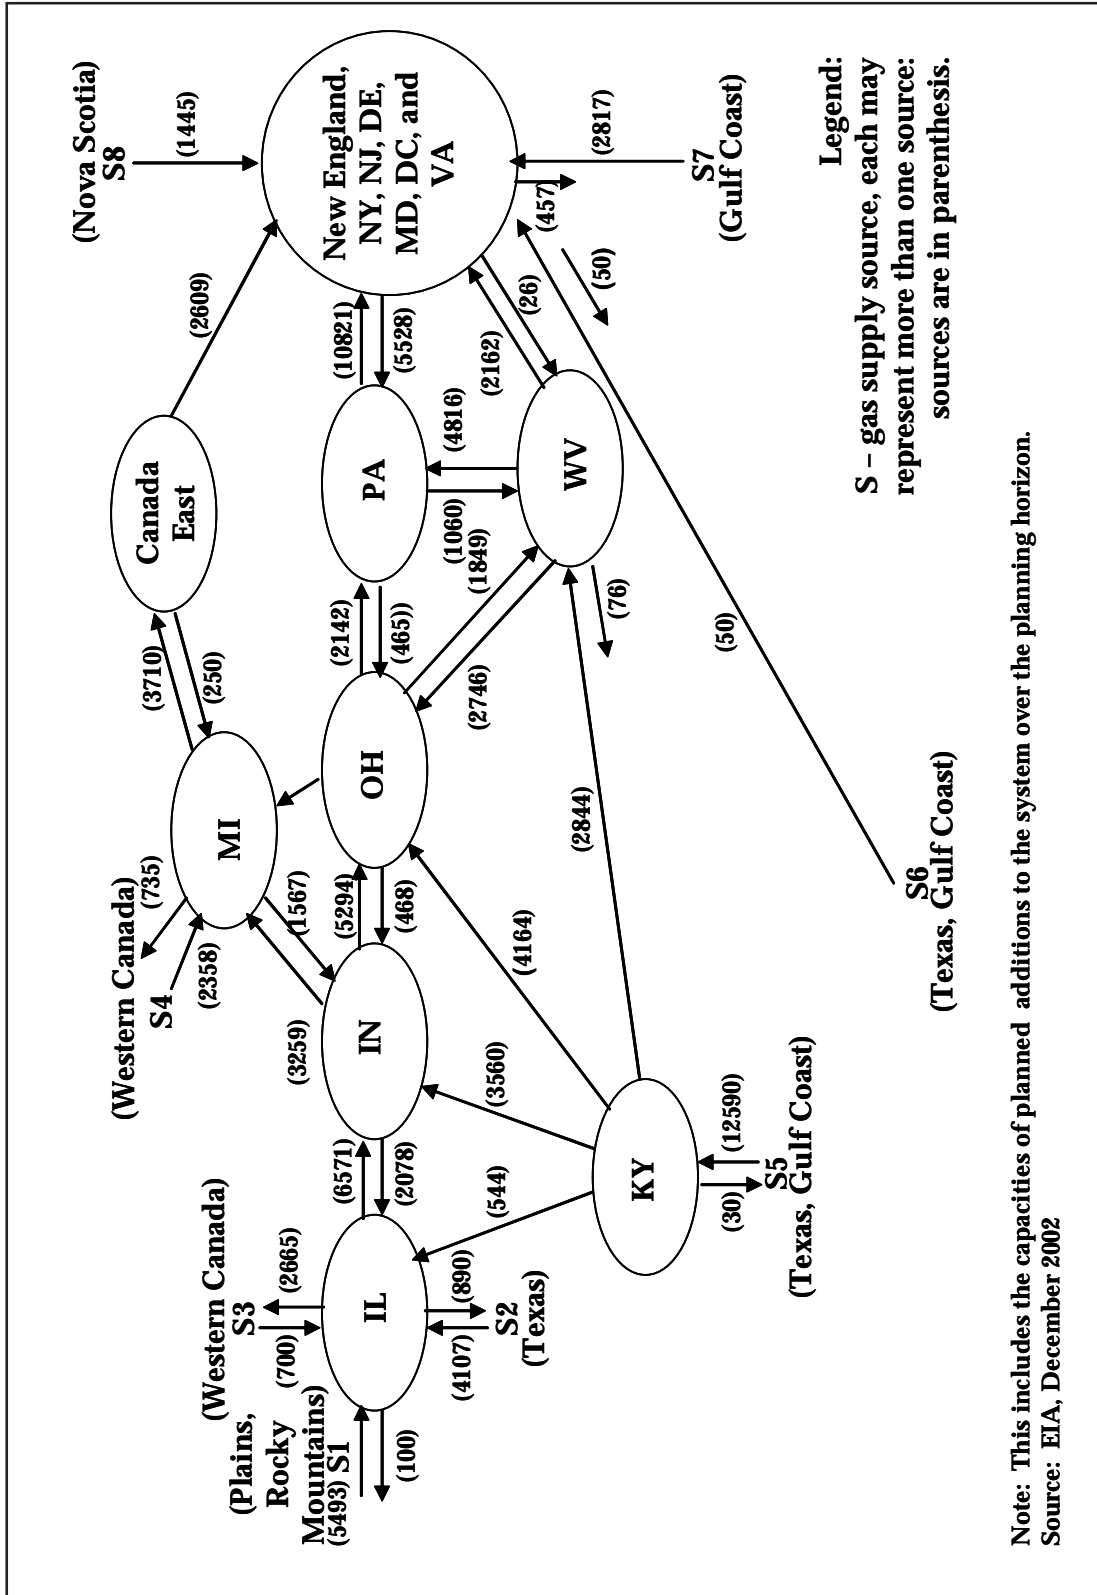 (Nova Scotia)
S8
(1445)
New England,
NY, NJ, DE,
MD, DC, and
VA
(2817)
S7
(Gulf Coast)
(457)
(50)
(2609)
Canada
East
(3710)
(250)
(10821)
(5528)
PA
(2162)
(26)
(4816)
(1060)
(1849)
WV
(76)
(2142)
(465))
(2746)
OH
MI
(Western Canada)
(735)
S4
(2358)
(1567)
(3259)
(5294)
(468)
IN
(4164)
(2844)
(50)
S6
(Texas, Gulf Coast)
(3560)
(544)
KY
(12590)
(30)
S5
(Texas, Gulf Coast)
(6571)
(2078)
IL
(Western Canada)
S3
(2665)
(700)
(890)
(4107)
S2
(Texas)
(Plains,
Rocky
Mountains)
(5493) S1
(100)
Legend:
S – gas supply source, each may
represent more than one source:
sources are in parenthesis.
Note: This includes the capacities of planned additions to the system over the planning horizon.
Source: EIA, December 2002